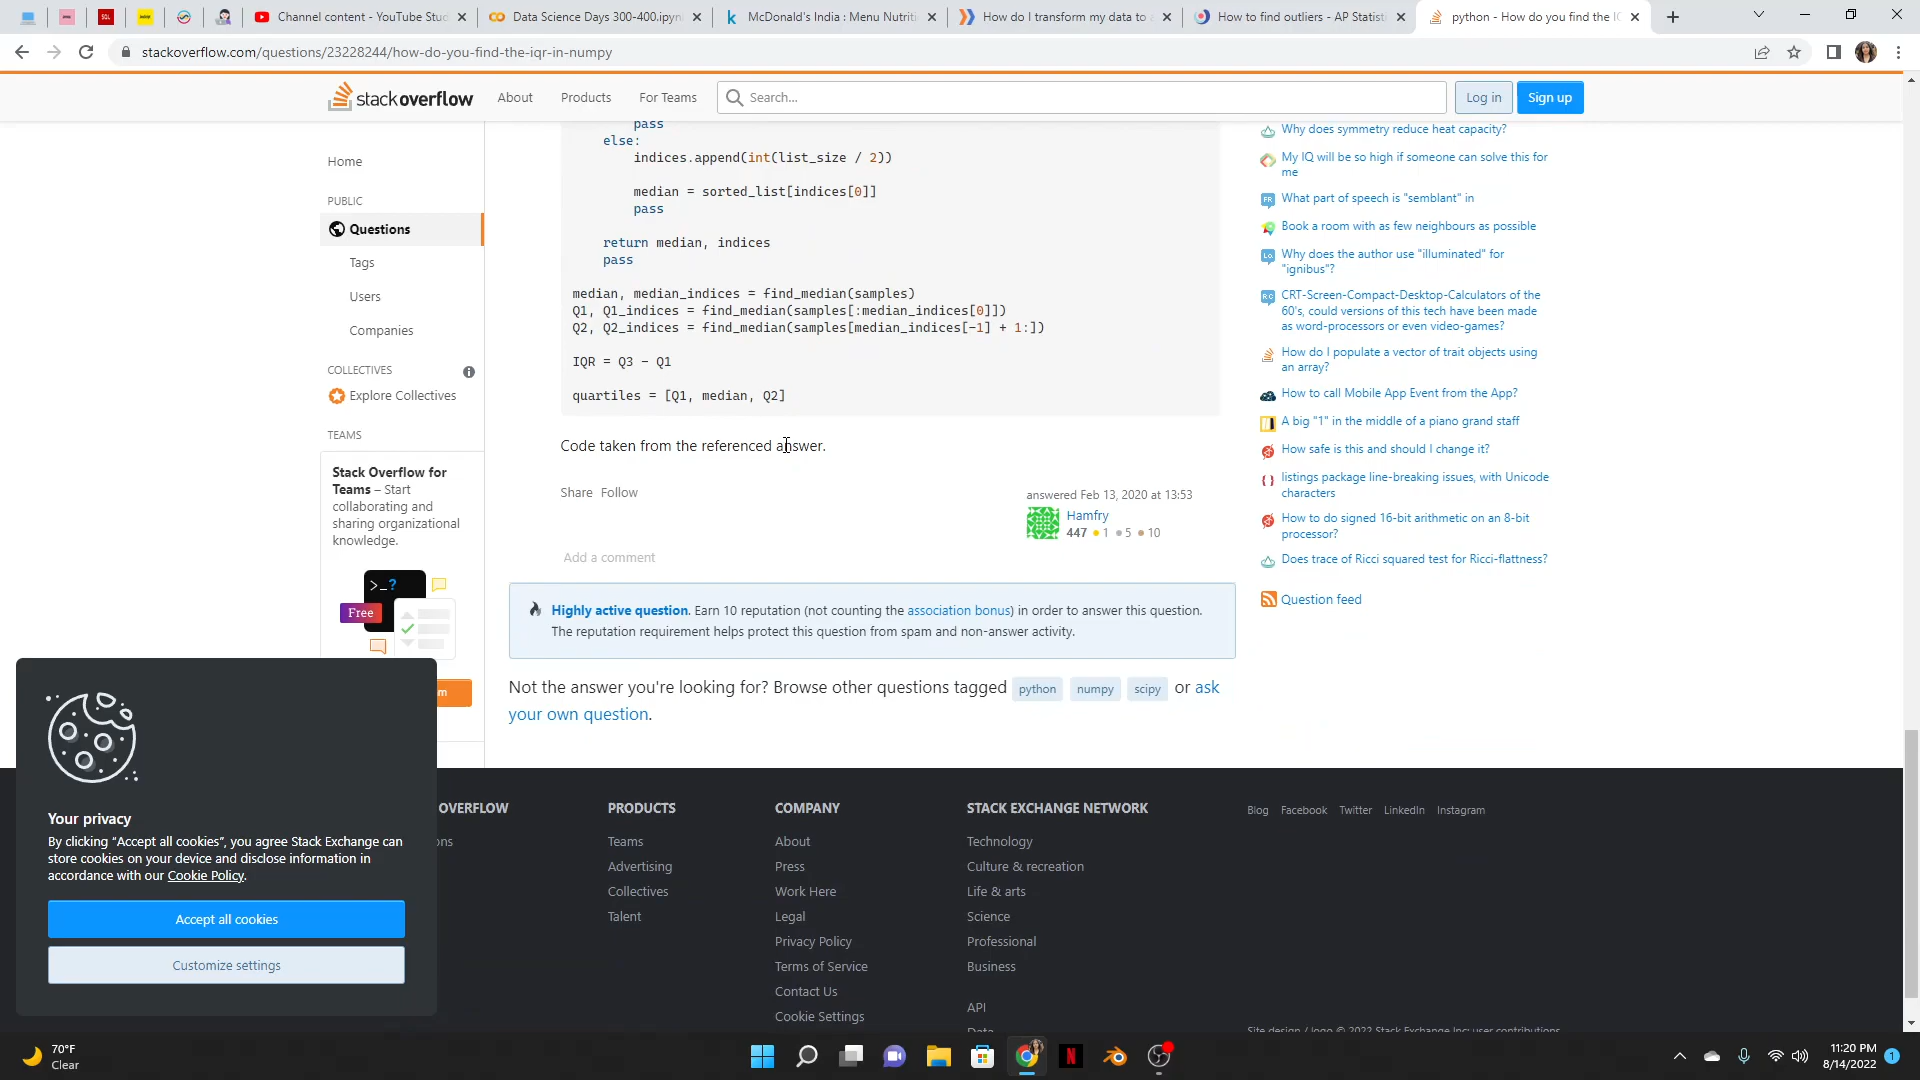 Channel content - YouTube Stud
Data Science Days 300-400.ipyn
McDonald's India : Menu Nutriti
How do I transform my data to a
How to find outliers - AP Statisti
python - How do you find the IQ
stackoverflow.com/questions/23228244/how-do-you-find-the-iqr-in-numpy
stackoverflow
About
Products
For Teams
Search...
Log in
Sign up
Home
PUBLIC
Questions
Tags
Users
Companies
COLLECTIVES
Explore Collectives
TEAMS
Stack Overflow for
Teams – Start
collaborating and
sharing organizational
knowledge.
>_?
Free
m
pass
else:
indices.append(int(list_size / 2))
median = sorted_list[indices[0]]
pass
return median, indices
pass
median, median_indices = find_median(samples)
Q1, Q1_indices = find_median(samples[:median_indices[0]])
Q2, Q2_indices = find_median(samples[median_indices[-1] + 1:])
IQR = Q3 - Q1
quartiles = [Q1, median, Q2]
Code taken from the referenced answer.
Share Follow
answered Feb 13, 2020 at 13:53
Hamfry
447 1 5 10
Add a comment
Highly active question. Earn 10 reputation (not counting the association bonus) in order to answer this question.
The reputation requirement helps protect this question from spam and non-answer activity.
Not the answer you're looking for? Browse other questions tagged python numpy scipy or ask
your own question.
Why does symmetry reduce heat capacity?
My IQ will be so high if someone can solve this for
me
What part of speech is "semblant" in
Book a room with as few neighbours as possible
Why does the author use "illuminated" for
"ignibus"?
CRT-Screen-Compact-Desktop-Calculators of the
60's, could versions of this tech have been made
as word-processors or even video-games?
How do I populate a vector of trait objects using
an array?
How to call Mobile App Event from the App?
A big "1" in the middle of a piano grand staff
How safe is this and should I change it?
listings package line-breaking issues, with Unicode
characters
How to do signed 16-bit arithmetic on an 8-bit
processor?
Does trace of Ricci squared test for Ricci-flattness?
Question feed
Your privacy
By clicking “Accept all cookies”, you agree Stack Exchange can
store cookies on your device and disclose information in
accordance with our Cookie Policy.
Accept all cookies
Customize settings
OVERFLOW
ons
PRODUCTS
Teams
Advertising
Collectives
Talent
COMPANY
About
Press
Work Here
Legal
Privacy Policy
Terms of Service
Contact Us
Cookie Settings
STACK EXCHANGE NETWORK
Technology
Culture & recreation
Life & arts
Science
Professional
Business
API
Data
Blog Facebook Twitter LinkedIn Instagram
Site design / logo © 2022 Stack Exchange Inc; user contributions
70°F
Clear
11:20 PM
8/14/2022
1